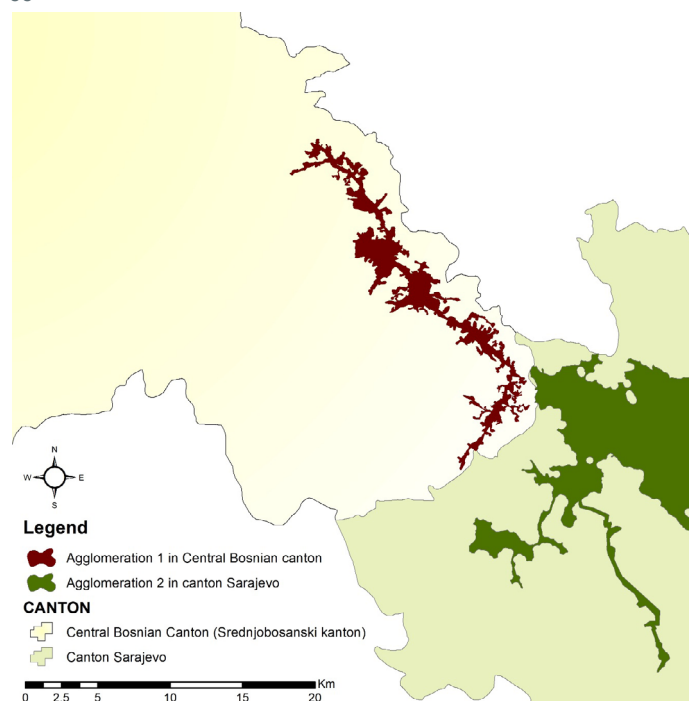 N
W E
S
Legend
Agglomeration 1 in Central Bosnian canton
Agglomeration 2 in canton Sarajevo
CANTON
Central Bosnian Canton (Srednjobosanski kanton)
Canton Sarajevo
Km
0 2.5 5 10 15 20